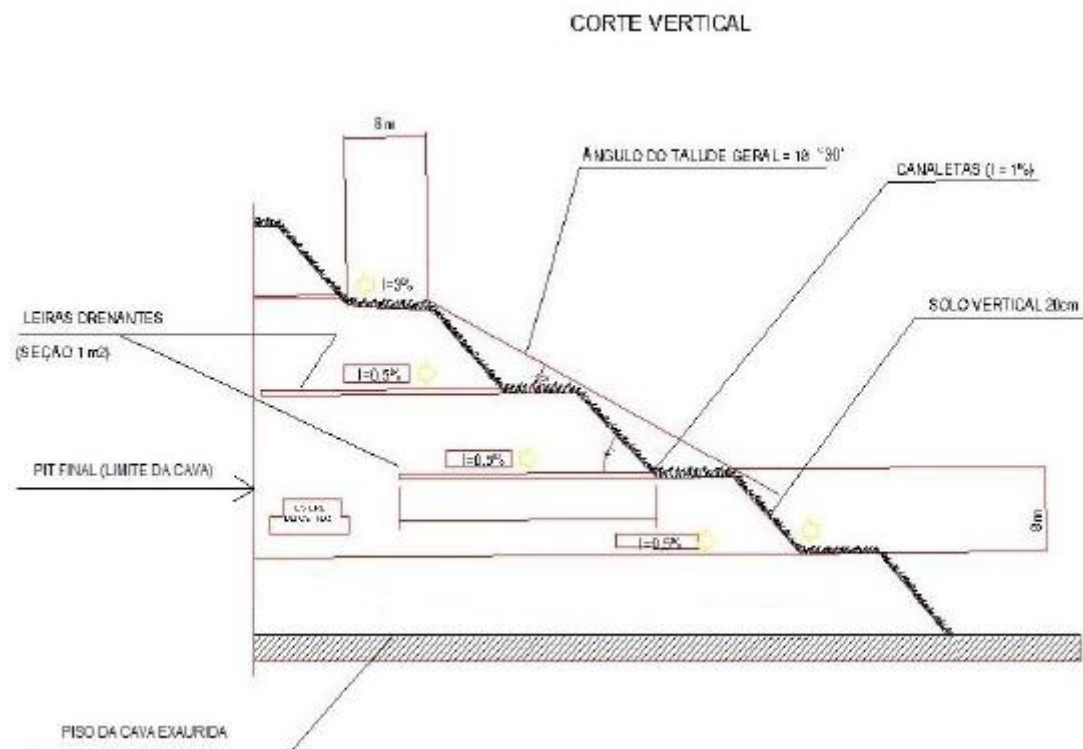 CORTE VERTICAL
8m
ÂNGULO DO TALUDE GERAL = 18 °30'
CANALETAS (I = 1%)
I=3%
SOLO VERTICAL 20cm
LEIRAS DRENANTES
(SEÇÃO 1 m2)
I=0.5%
I=0.5%
PIT FINAL (LIMITE DA CAVA)
8m
I=0.5%
PISO DA CAVA EXAURIDA